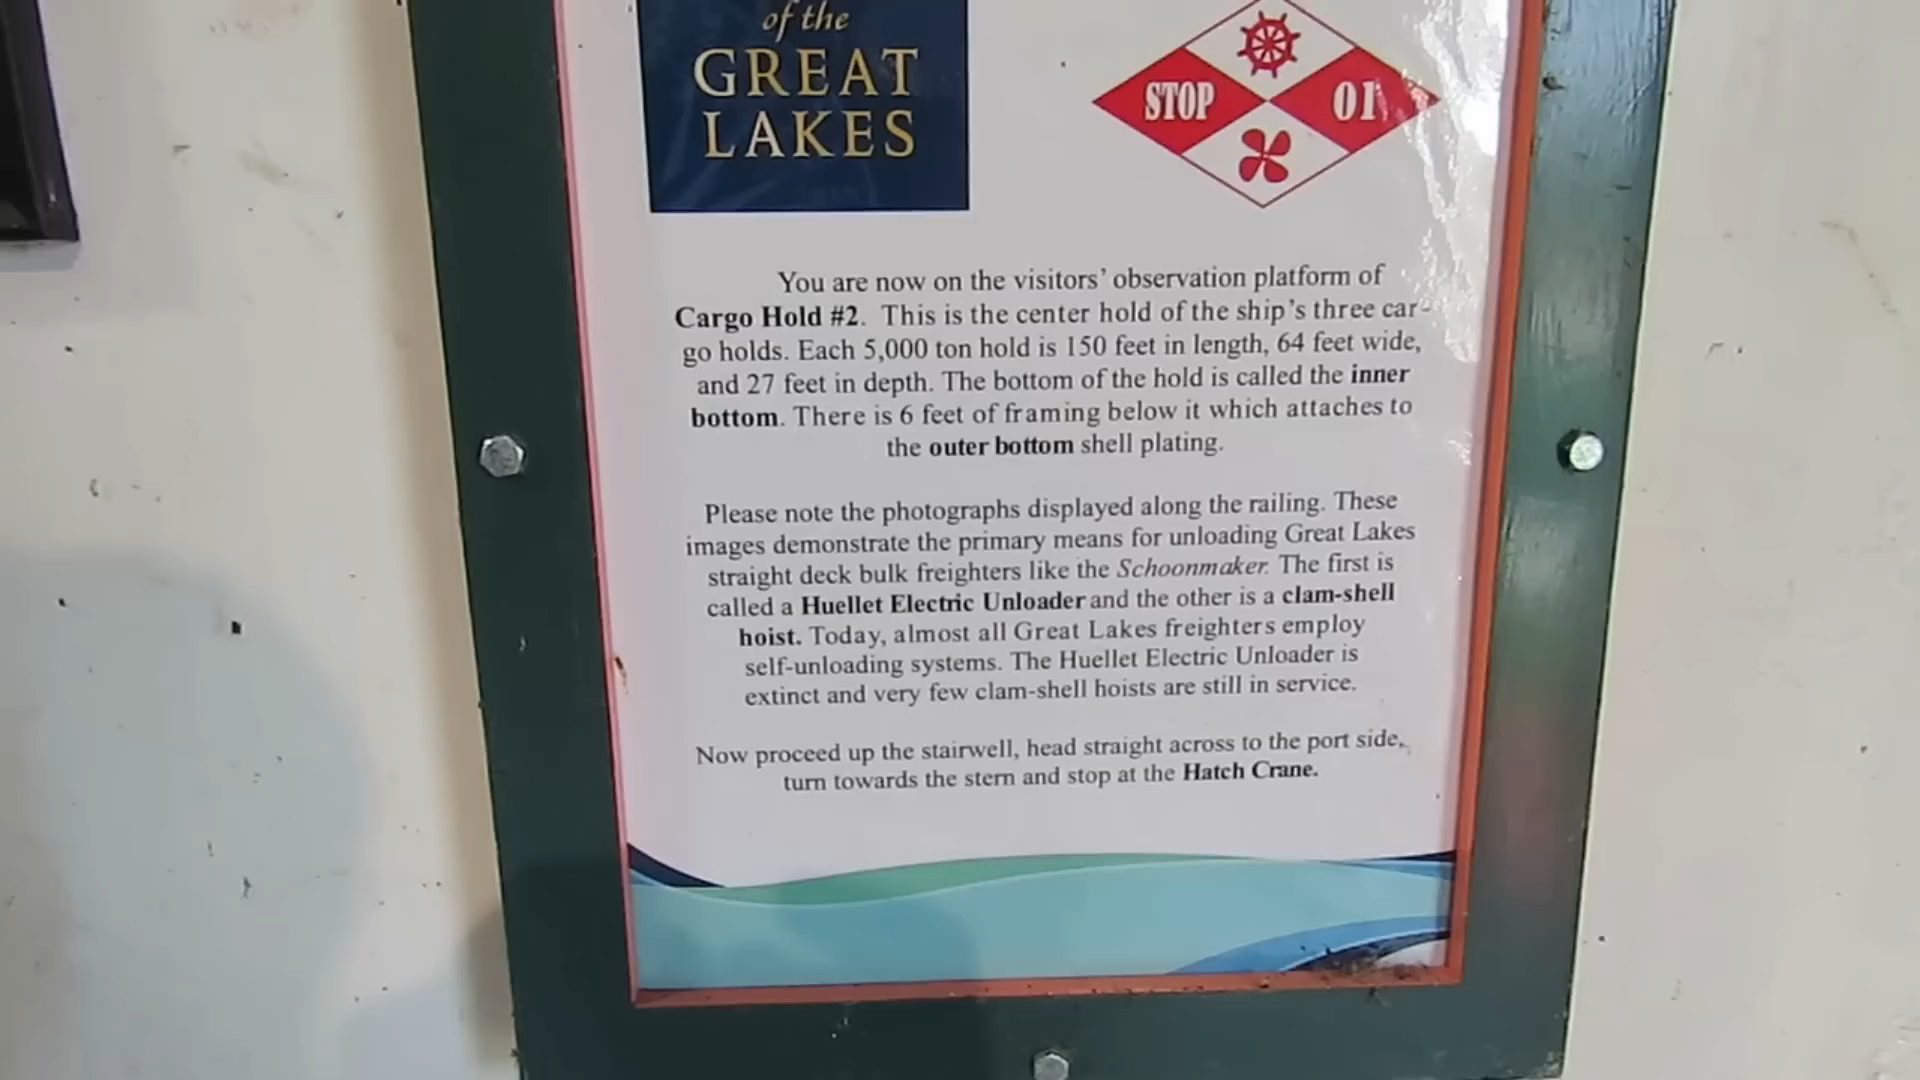 of the
GREAT
LAKES
STOP 01
You are now on the visitors' observation platform of
Cargo Hold #2. This is the center hold of the ship's three car-
go holds. Each 5,000 ton hold is 150 feet in length, 64 feet wide,
and 27 feet in depth. The bottom of the hold is called the inner
bottom. There is 6 feet of framing below it which attaches to
the outer bottom shell plating.
Please note the photographs displayed along the railing. These
images demonstrate the primary means for unloading Great Lakes
straight deck bulk freighters like the Schoonmaker. The first is
called a Huellet Electric Unloader and the other is a clam-shell
hoist. Today, almost all Great Lakes freighters employ
self-unloading systems. The Huellet Electric Unloader is
extinct and very few clam-shell hoists are still in service.
Now proceed up the stairwell, head straight across to the port side,
turn towards the stern and stop at the Hatch Crane.